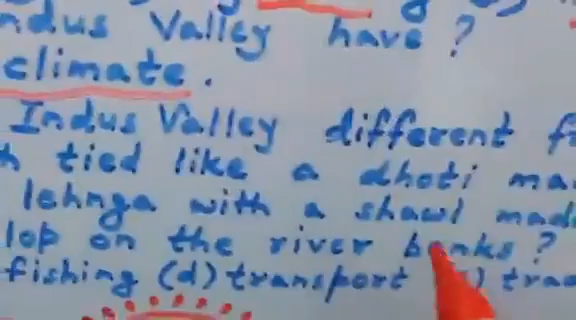 ndus Valley have?
climate.
Indus Valley different f
h tied like a dhoti ma
lehnga with a shawl mad
lop on the river banks?
fishing (d) transport ) trad